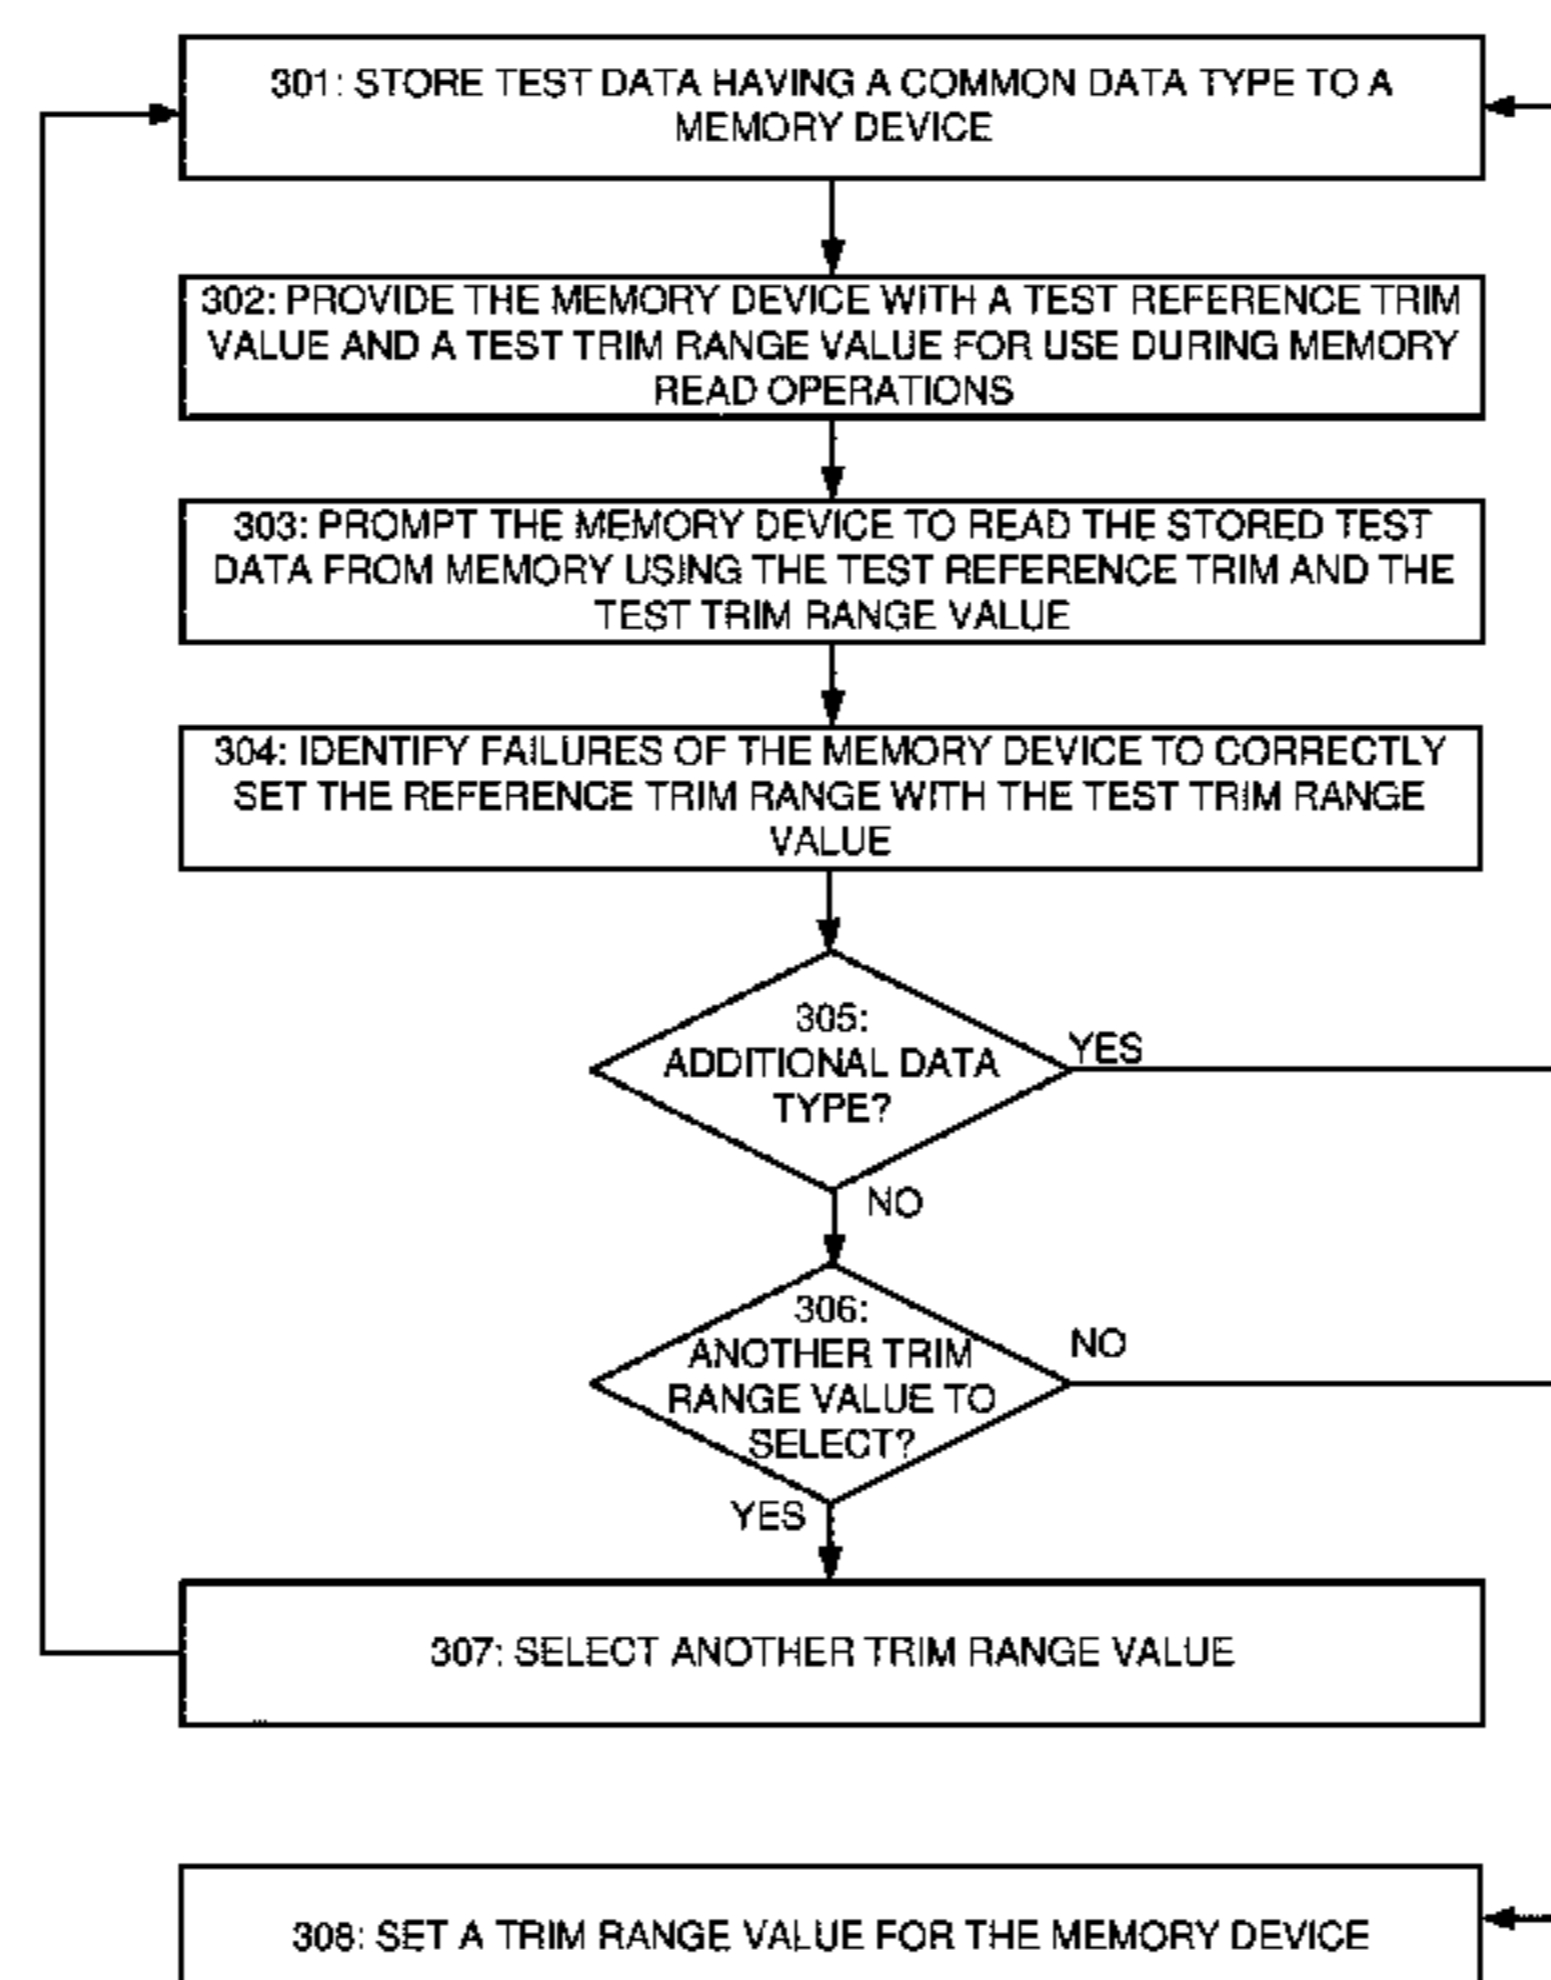 301: STORE TEST DATA HAVING A COMMON DATA TYPE TO A
MEMORY DEVICE
302: PROVIDE THE MEMORY DEVICE WITH A TEST REFERENCE TRIM
VALUE AND A TEST TRIM RANGE VALUE FOR USE DURING MEMORY
READ OPERATIONS
303: PROMPT THE MEMORY DEVICE TO READ THE STORED TEST
DATA FROM MEMORY USING THE TEST REFERENCE TRIM AND THE
TEST TRIM RANGE VALUE
304: IDENTIFY FAILURES OF THE MEMORY DEVICE TO CORRECTLY
SET THE REFERENCE TRIM RANGE WITH THE TEST TRIM RANGE
VALUE
305:
ADDITIONAL DATA
TYPE?
YES
NO
306:
ANOTHER TRIM
RANGE VALUE TO
SELECT?
NO
YES
307: SELECT ANOTHER TRIM RANGE VALUE
308: SET A TRIM RANGE VALUE FOR THE MEMORY DEVICE